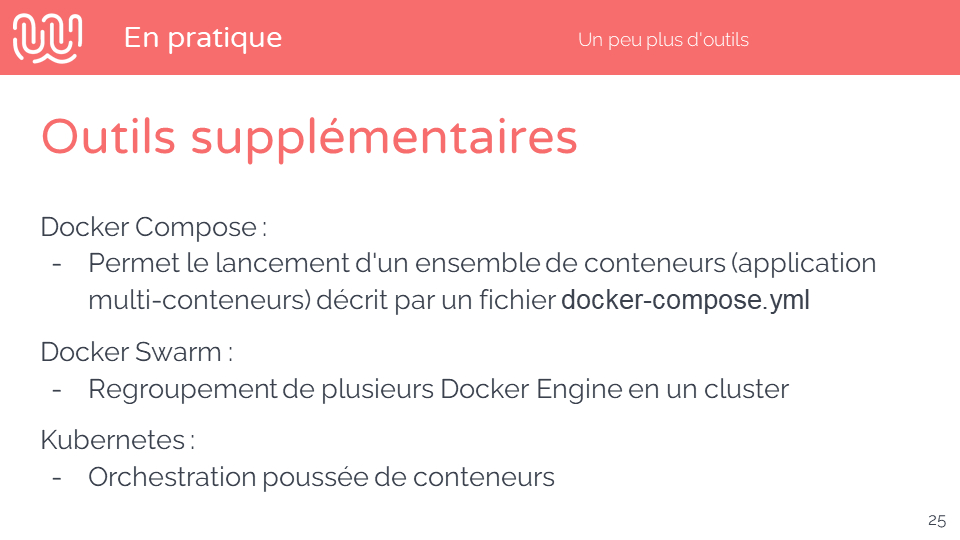 En pratique
Un peu plus d'outils
Outils supplémentaires
Docker Compose :
- Permet le lancement d'un ensemble de conteneurs (application
multi-conteneurs) décrit par un fichier docker-compose.yml
Docker Swarm :
- Regroupement de plusieurs Docker Engine en un cluster
Kubernetes :
- Orchestration poussée de conteneurs
25